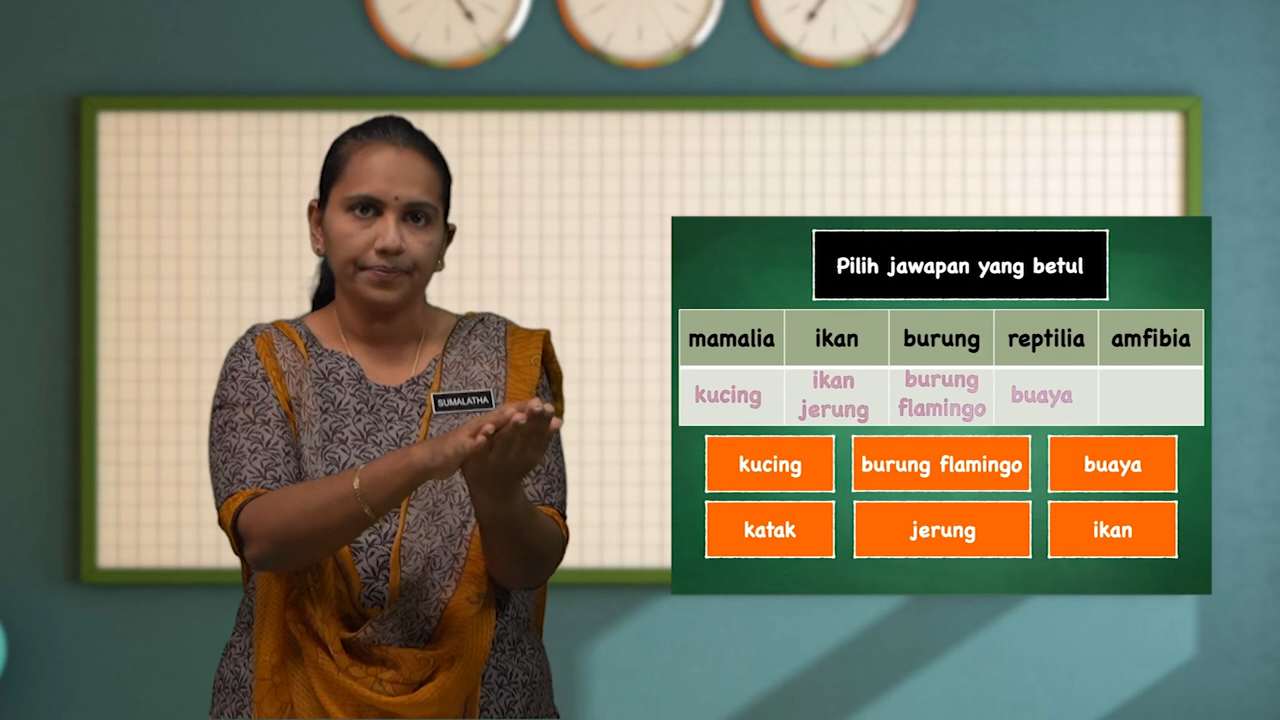 SUMALATHA
Pilih jawapan yang betul
mamalia ikan burung reptilia amfibia
kucing ikan jerung burung flamingo buaya
kucing burung flamingo buaya
katak jerung ikan